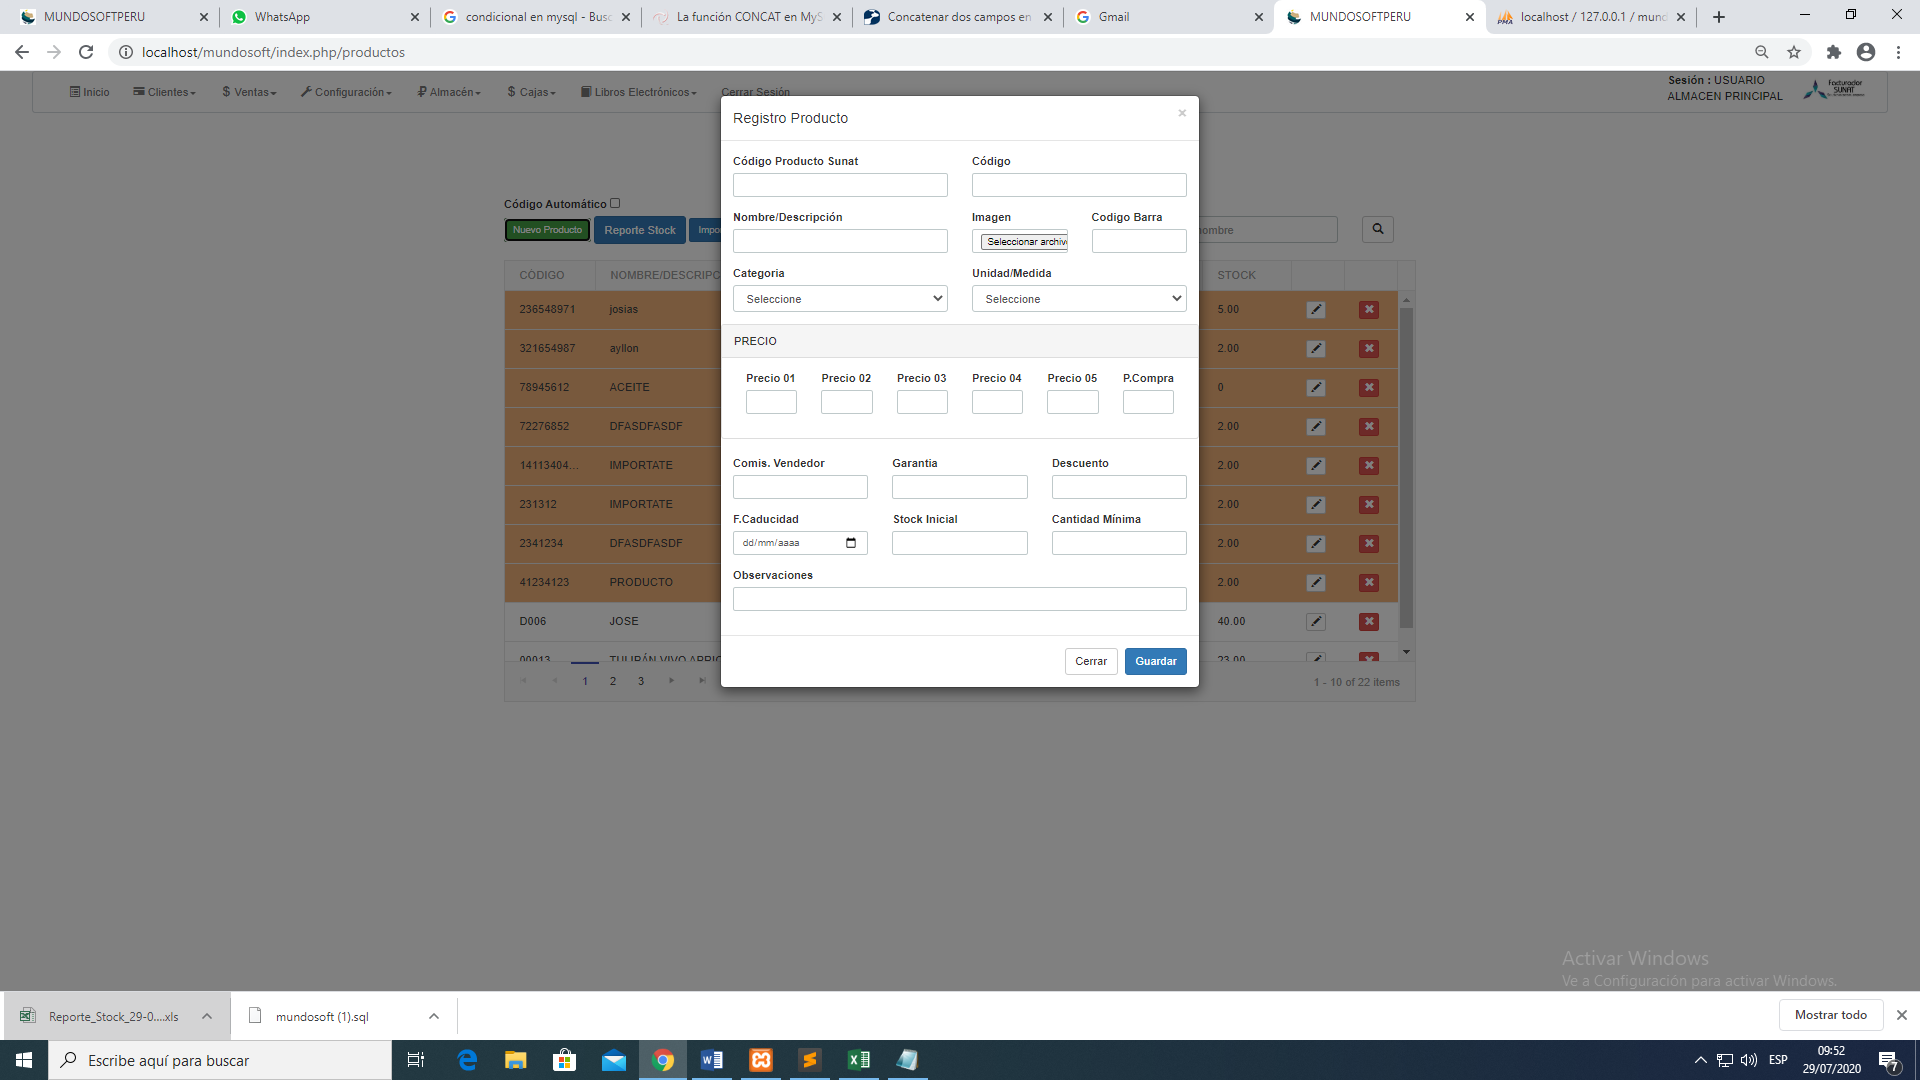 MUNDOSOFTPERU
WhatsApp
condicional en mysql - Busc
La función CONCAT en MyS
Concatenar dos campos en
Gmail
MUNDOSOFTPERU
localhost / 127.0.0.1 / mund
localhost/mundosoft/index.php/productos
Inicio
Clientes
$ Ventas
Configuración
Almacén
$ Cajas
Libros Electrónicos
Cerrar Sesión
Sesión : USUARIO
ALMACEN PRINCIPAL
Facturador
SUNAT
Registro Producto
×
Código Producto Sunat
Código
Código Automático
Nombre/Descripción
Imagen
Codigo Barra
Nuevo Producto
Reporte Stock
Impo
Seleccionar archivo
nombre
Categoria
Unidad/Medida
CÓDIGO
NOMBRE/DESCRIPC
STOCK
Seleccione
Seleccione
236548971 josias 5.00
PRECIO
321654987 ayllon 2.00
Precio 01
Precio 02
Precio 03
Precio 04
Precio 05
P.Compra
78945612 ACEITE 0
72276852 DFASDFASDF 2.00
Comis. Vendedor
Garantia
Descuento
14113404... IMPORTATE 2.00
231312 IMPORTATE 2.00
F.Caducidad
Stock Inicial
Cantidad Mínima
dd/mm/aaaa
2341234 DFASDFASDF 2.00
Observaciones
41234123 PRODUCTO 2.00
D006 JOSE 40.00
00013 TULIPÁN VIVO ARRIC 23.00
Cerrar
Guardar
1 2 3
1 - 10 of 22 items
Activar Windows
Ve a Configuración para activar Windows.
Reporte_Stock_29-0....xls
mundosoft (1).sql
Mostrar todo
Escribe aquí para buscar
ESP
09:52
29/07/2020
7